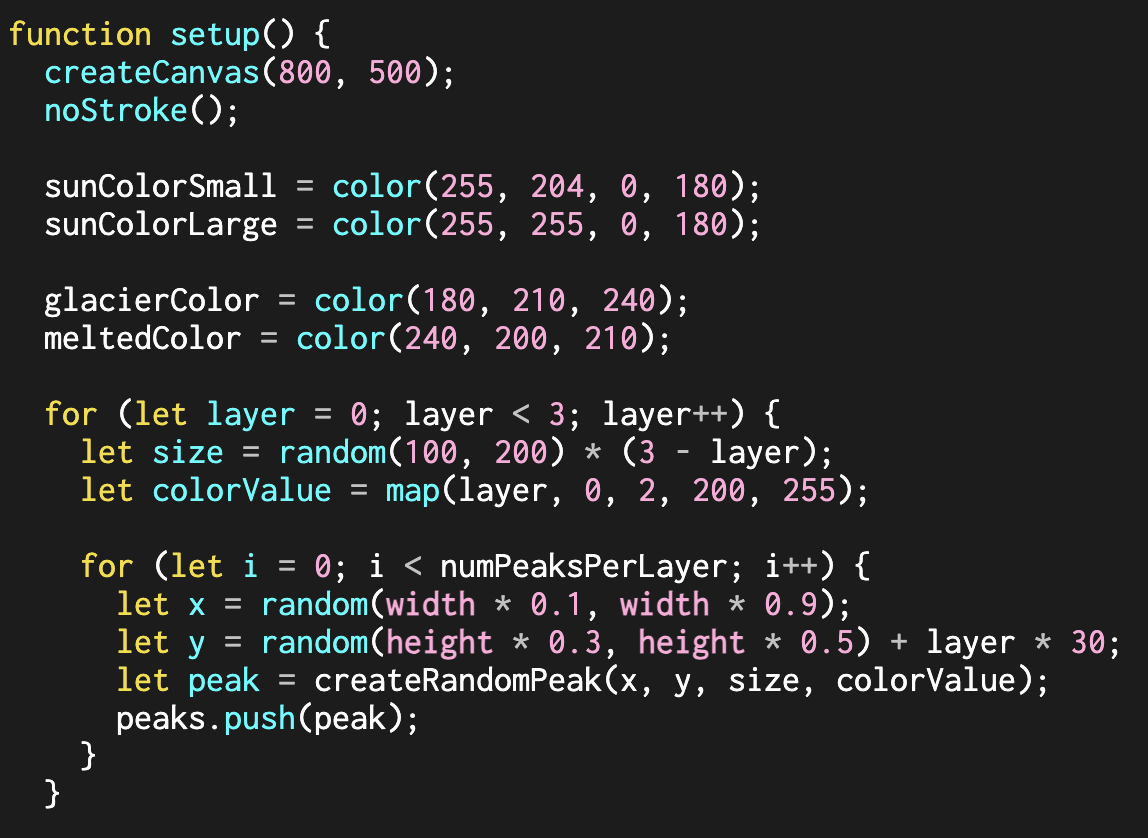 function setup() {
  createCanvas(800, 500);
  noStroke();

  sunColorSmall = color(255, 204, 0, 180);
  sunColorLarge = color(255, 255, 0, 180);

  glacierColor = color(180, 210, 240);
  meltedColor = color(240, 200, 210);

  for (let layer = 0; layer < 3; layer++) {
    let size = random(100, 200) * (3 - layer);
    let colorValue = map(layer, 0, 2, 200, 255);

    for (let i = 0; i < numPeaksPerLayer; i++) {
      let x = random(width * 0.1, width * 0.9);
      let y = random(height * 0.3, height * 0.5) + layer * 30;
      let peak = createRandomPeak(x, y, size, colorValue);
      peaks.push(peak);
    }
  }